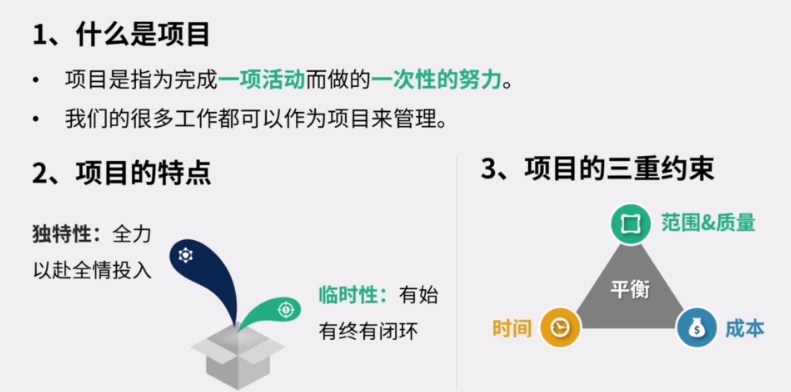 1、什么是项目
• 项目是指为完成一项活动而做的一次性的努力。
• 我们的很多工作都可以作为项目来管理。
2、项目的特点
独特性：全力
以赴全情投入
临时性：有始
有终有闭环
3、项目的三重约束
范围&质量
平衡
时间
成本
$